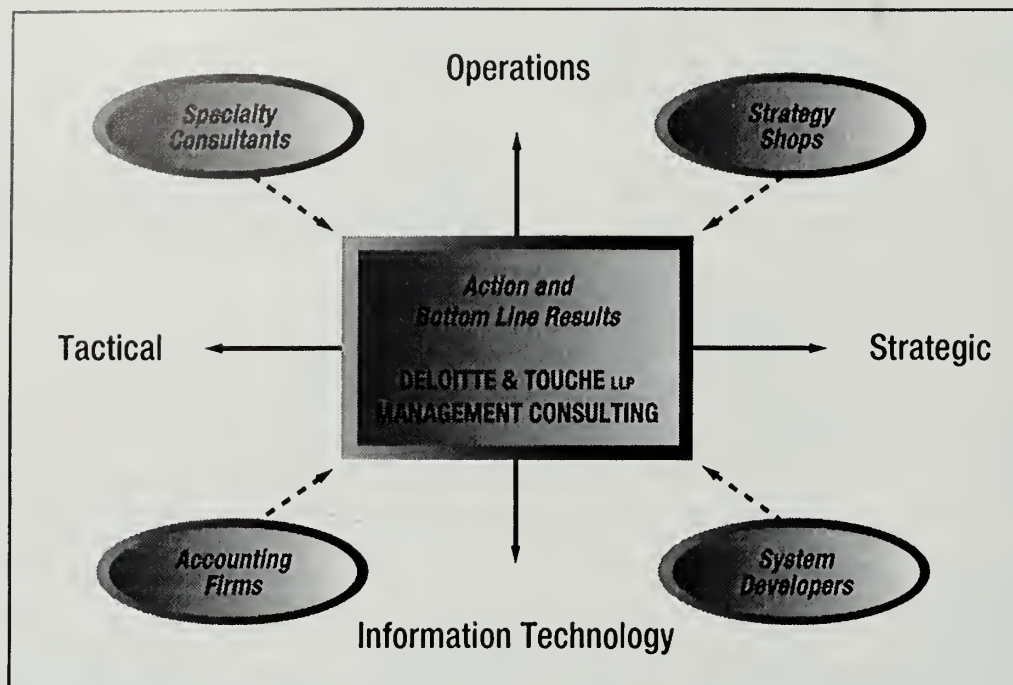 Operations
Specialty
Consultants
Strategy
Shops
Action and
Bottom Line Results
DELOITTE & TOUCHE LLP
MANAGEMENT CONSULTING
Tactical
Strategic
Accounting
Firms
System
Developers
Information Technology